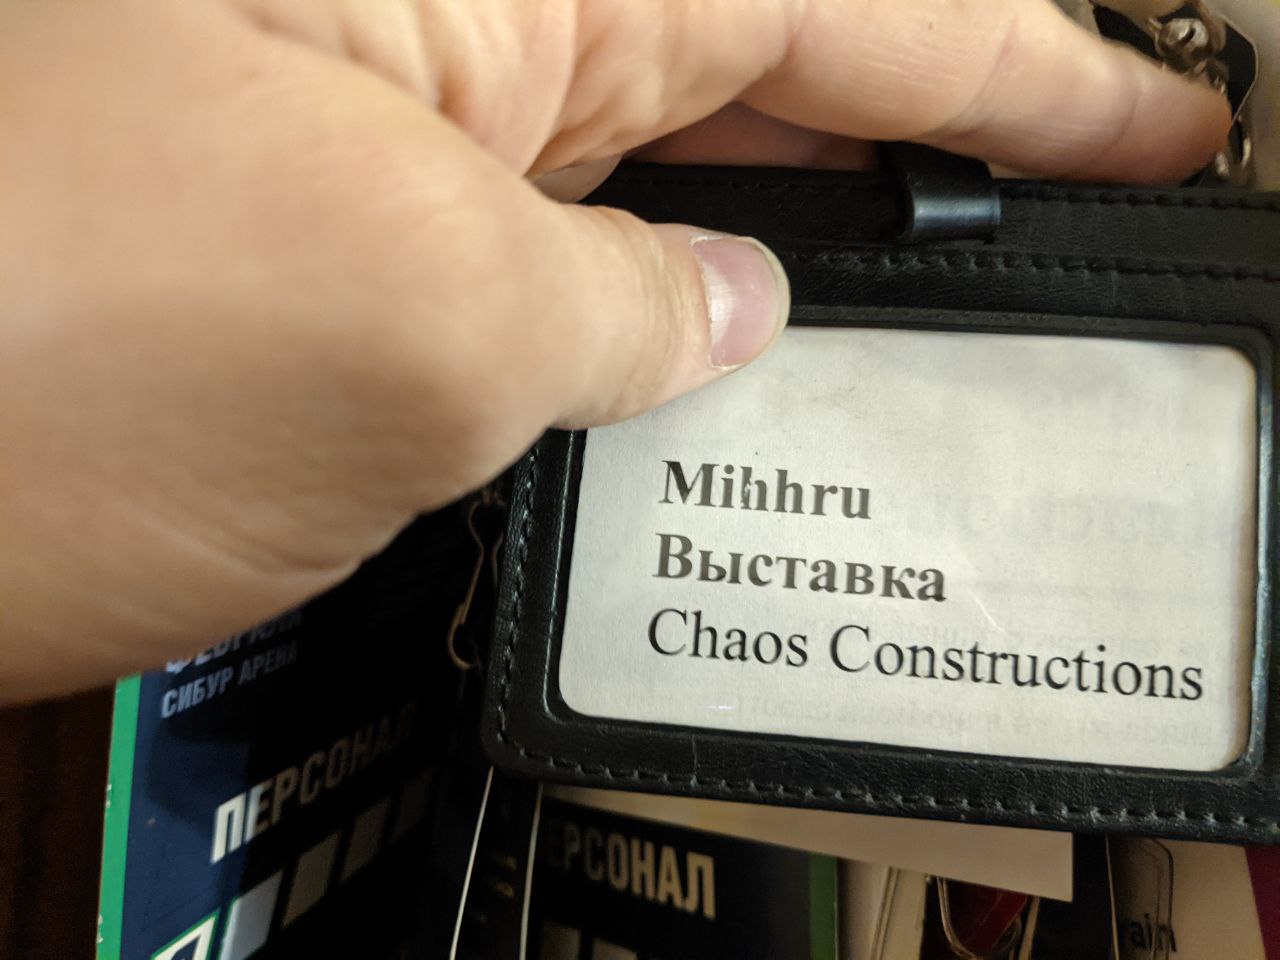 Mihhru
Выставка
Chaos Constructions
СИБУР АРЕНА
ПЕРСОНАЛ
ПЕРСОНАЛ